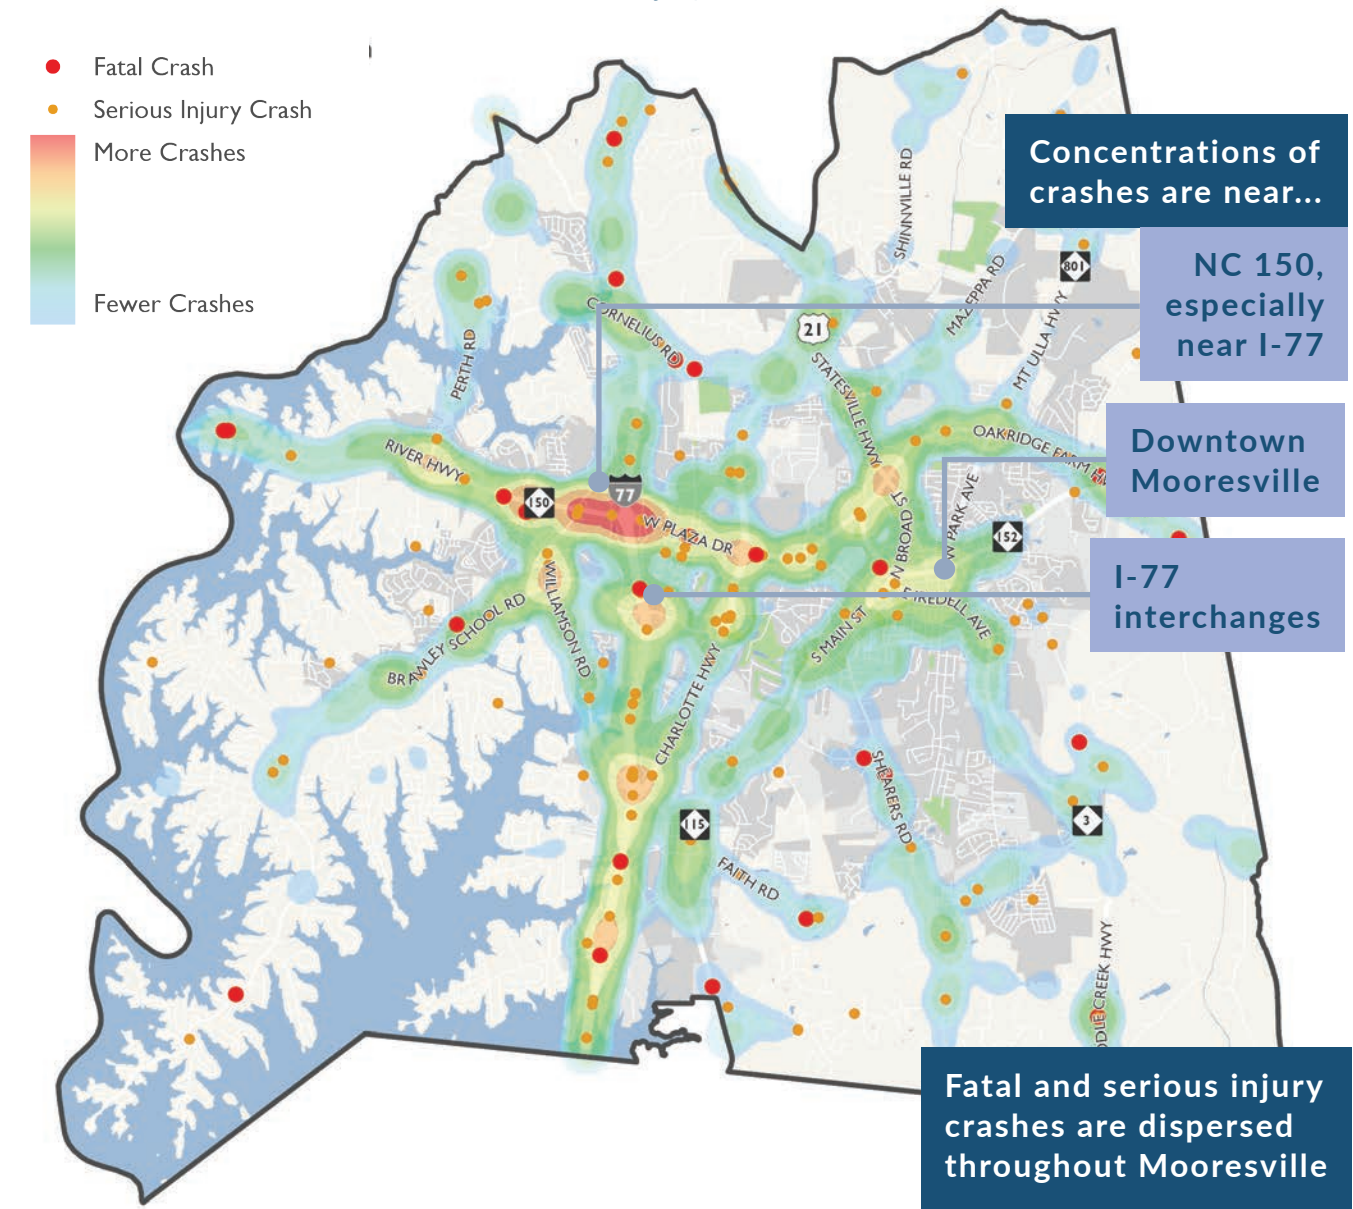 Fatal Crash
Serious Injury Crash
More Crashes
Fewer Crashes
Concentrations of
crashes are near...
NC 150,
especially
near I-77
Downtown
Mooresville
I-77
interchanges
Fatal and serious injury
crashes are dispersed
throughout Mooresville
SHINNVILLE RD
MAZEPPA RD
801
MT ULLA HWY
CORNELIUS RD
21
PERTH RD
STATESVILLE HWY
OAKRIDGE FARM
RIVER HWY
77
150
W PLAZA DR
N BROAD ST
W PARK AVE
152
WILLIAMSON RD
BRAWLEY SCHOOL RD
IREDELL AVE
S MAIN ST
CHARLOTTE HWY
SHEARERS RD
115
3
FAITH RD
CREEK HWY